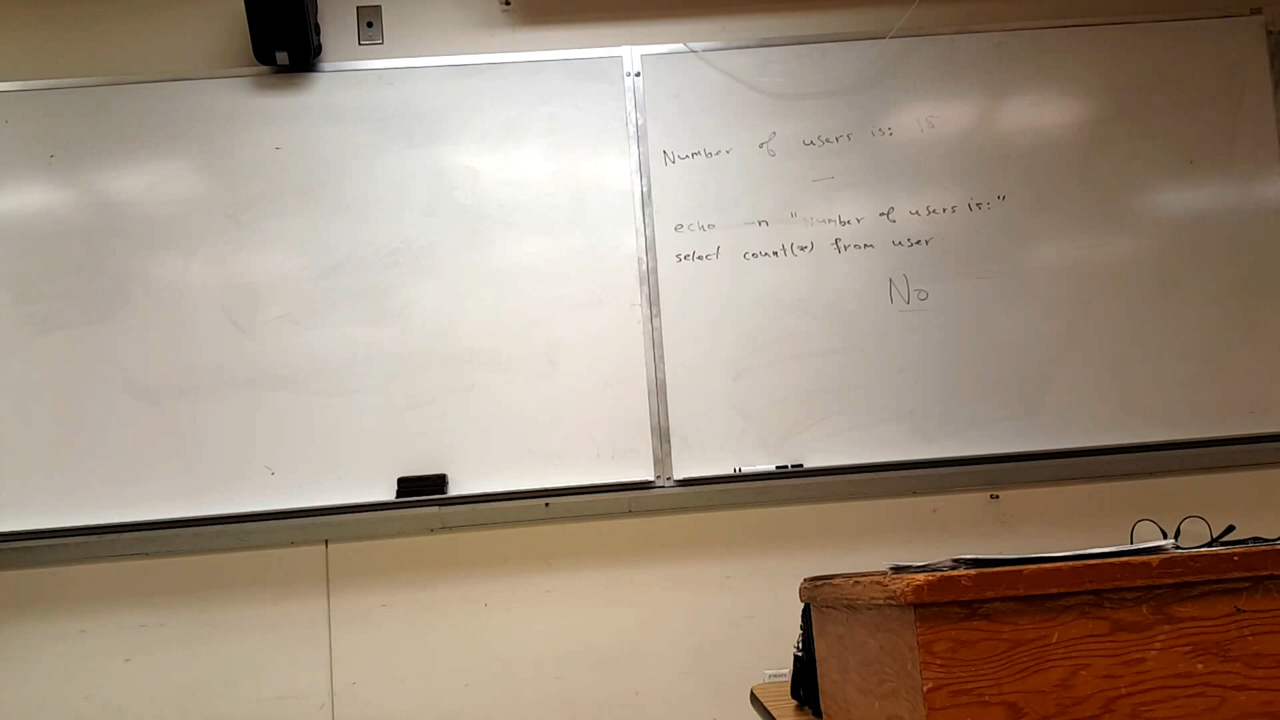 Number of users is: 15
echo -n "Number of users is:"
select count(*) from user
No